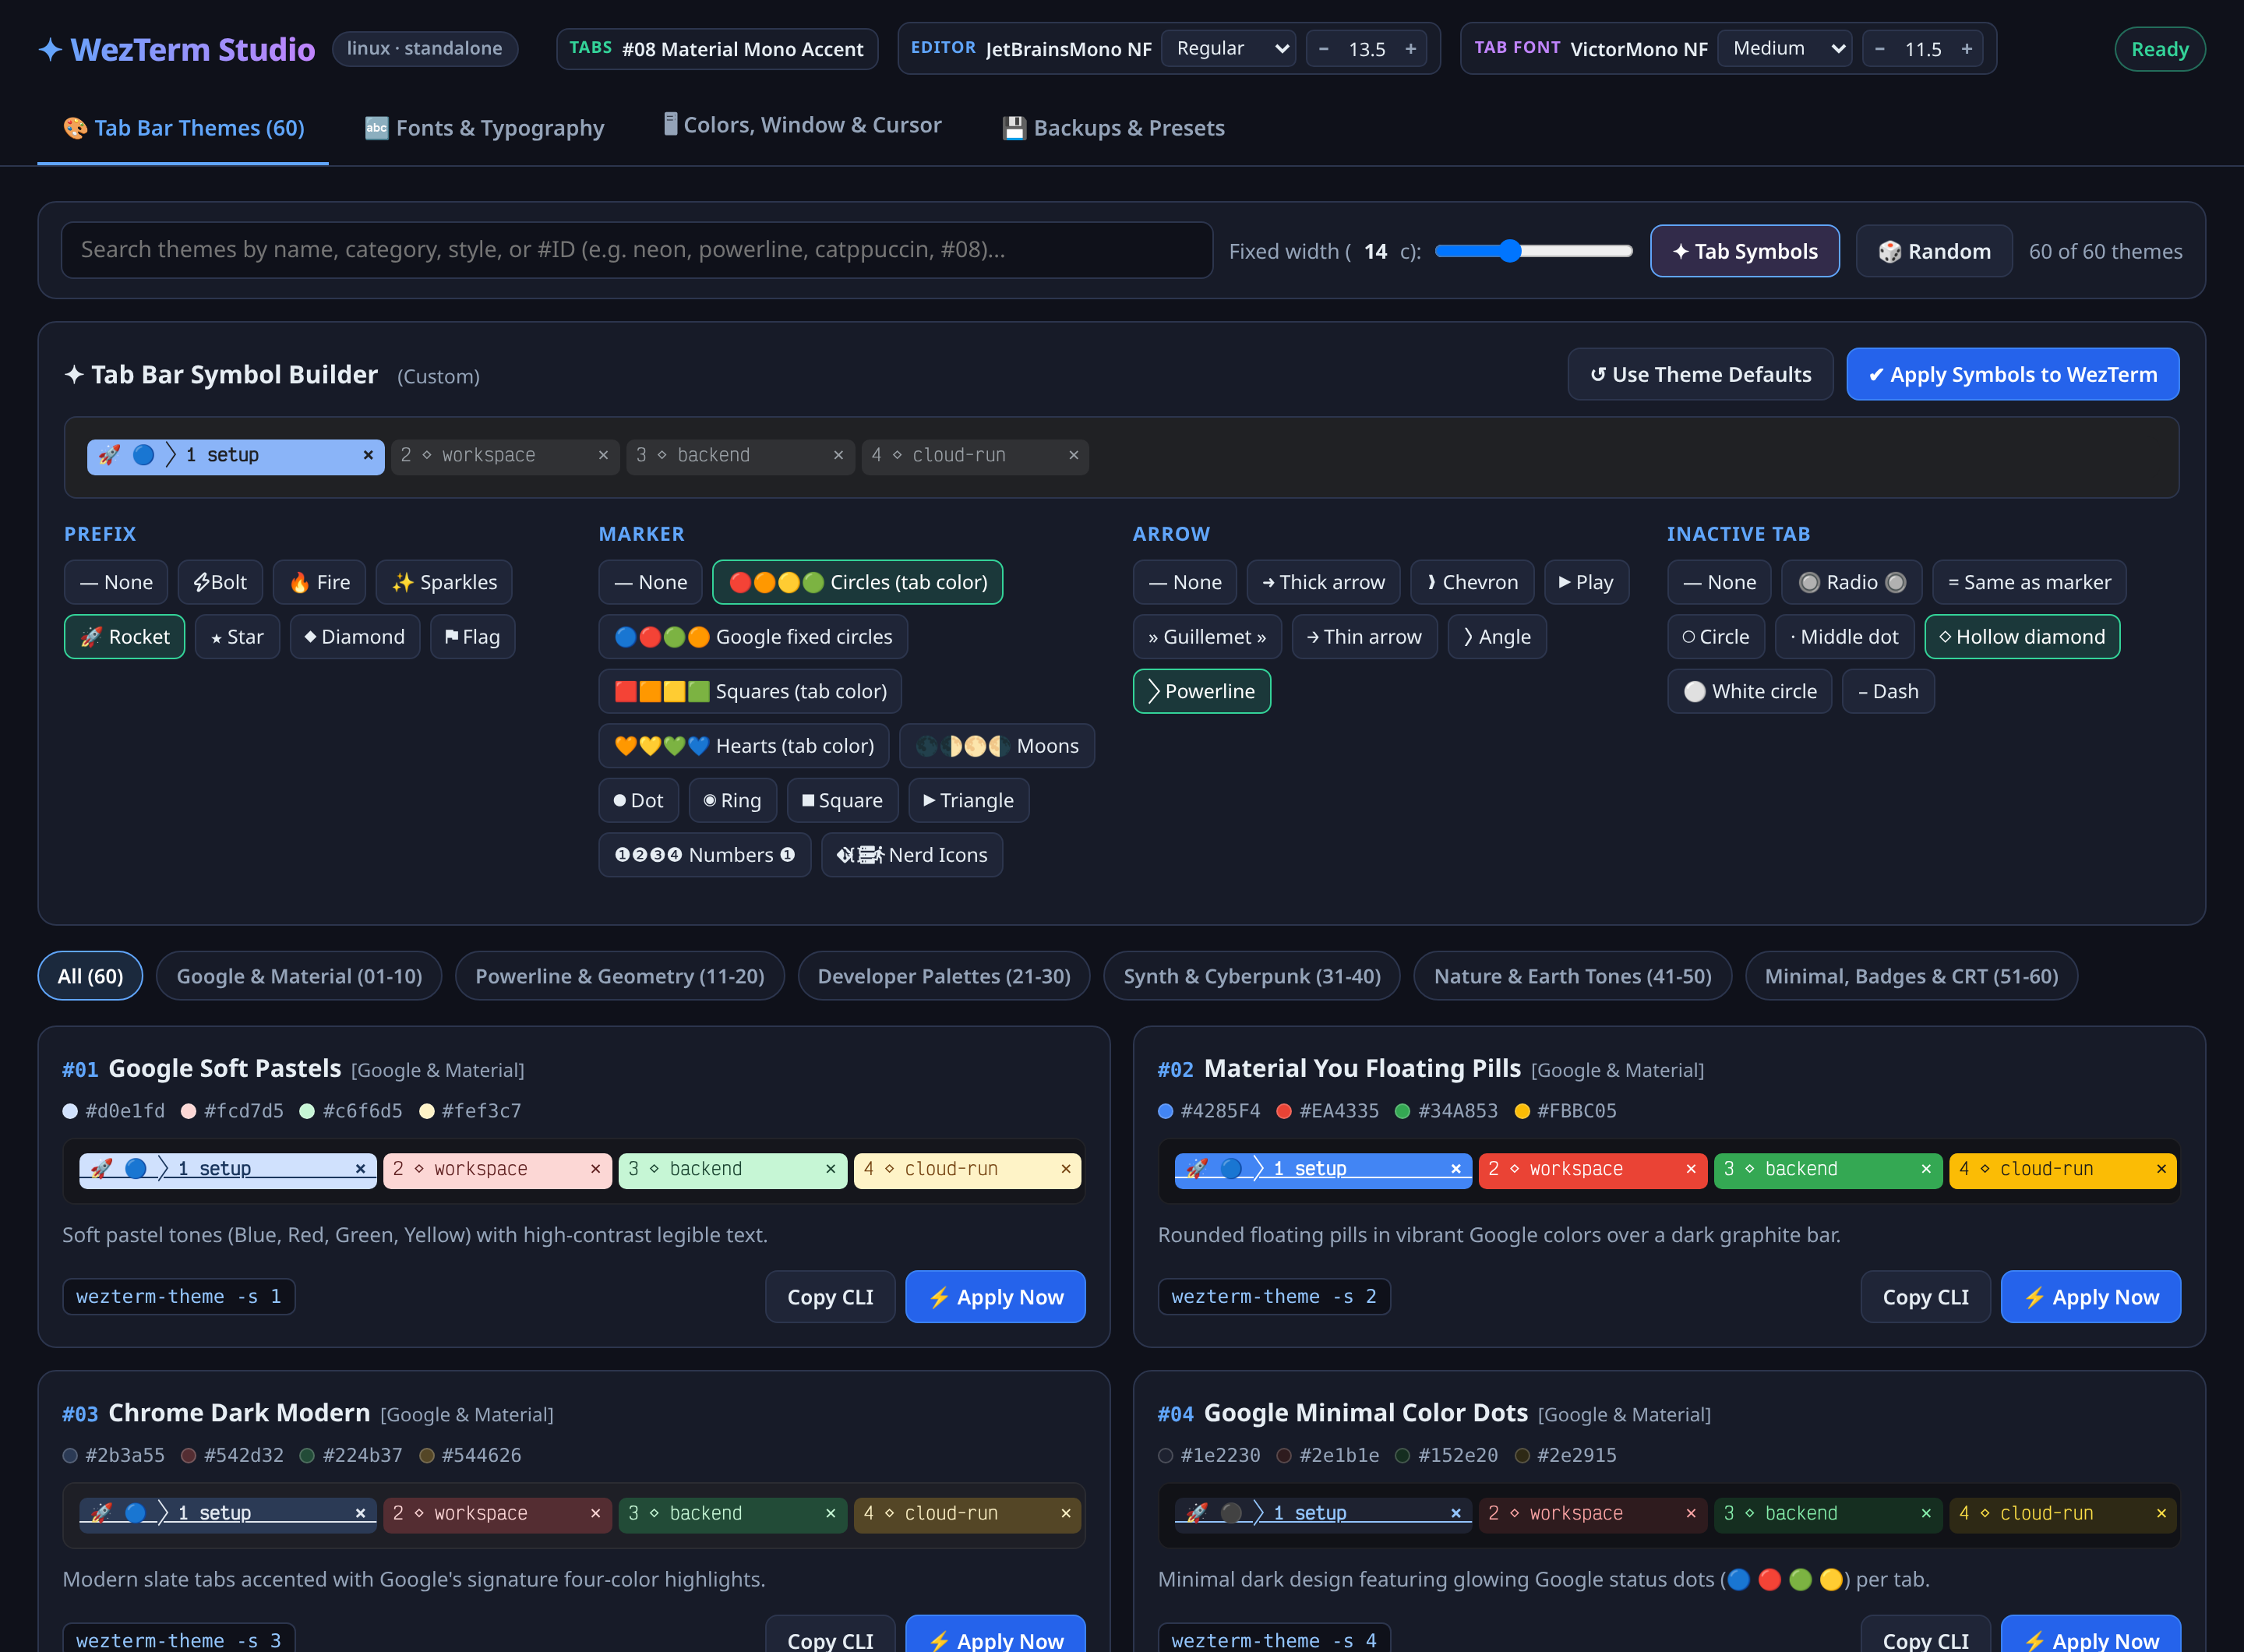 ✦ WezTerm Studio linux · standalone TABS #08 Material Mono Accent EDITOR JetBrainsMono NF Regular − 13.5 + TAB FONT VictorMono NF Medium − 11.5 + Ready
🎨 Tab Bar Themes (60) 🔤 Fonts & Typography 🖥 Colors, Window & Cursor 💾 Backups & Presets
Search themes by name, category, style, or #ID (e.g. neon, powerline, catppuccin, #08)... Fixed width ( 14 c): ✦ Tab Symbols 🎲 Random 60 of 60 themes
✦ Tab Bar Symbol Builder (Custom) ↺ Use Theme Defaults ✔ Apply Symbols to WezTerm
🚀 🔵 〉 1 setup × 2 ⋄ workspace × 3 ⋄ backend × 4 ⋄ cloud-run ×
PREFIX
— None Bolt 🔥 Fire ✨ Sparkles
🚀 Rocket ★ Star ◆ Diamond ⚑ Flag
MARKER
— None 🔴🟠🟡🟢 Circles (tab color)
🔵🔴🟢🟠 Google fixed circles
🟥🟧🟨🟩 Squares (tab color)
🧡💛💚💙 Hearts (tab color) 🌑🌓🌕🌗 Moons
● Dot ◉ Ring ■ Square ▶ Triangle
❶❷❸❹ Numbers ❶ Nerd Icons
ARROW
— None ➜ Thick arrow ❯ Chevron ▶ Play
» Guillemet » → Thin arrow 〉 Angle
Powerline
INACTIVE TAB
— None 🔘 Radio 🔘 = Same as marker
○ Circle · Middle dot ◇ Hollow diamond
⚪ White circle – Dash
All (60) Google & Material (01-10) Powerline & Geometry (11-20) Developer Palettes (21-30) Synth & Cyberpunk (31-40) Nature & Earth Tones (41-50) Minimal, Badges & CRT (51-60)
#01 Google Soft Pastels [Google & Material]
#d0e1fd #fcd7d5 #c6f6d5 #fef3c7
🚀 🔵 〉 1 setup × 2 ⋄ workspace × 3 ⋄ backend × 4 ⋄ cloud-run ×
Soft pastel tones (Blue, Red, Green, Yellow) with high-contrast legible text.
wezterm-theme -s 1 Copy CLI ⚡ Apply Now
#02 Material You Floating Pills [Google & Material]
#4285F4 #EA4335 #34A853 #FBBC05
🚀 🔵 〉 1 setup × 2 ⋄ workspace × 3 ⋄ backend × 4 ⋄ cloud-run ×
Rounded floating pills in vibrant Google colors over a dark graphite bar.
wezterm-theme -s 2 Copy CLI ⚡ Apply Now
#03 Chrome Dark Modern [Google & Material]
#2b3a55 #542d32 #224b37 #544626
🚀 🔵 〉 1 setup × 2 ⋄ workspace × 3 ⋄ backend × 4 ⋄ cloud-run ×
Modern slate tabs accented with Google's signature four-color highlights.
wezterm-theme -s 3 Copy CLI ⚡ Apply Now
#04 Google Minimal Color Dots [Google & Material]
#1e2230 #2e1b1e #152e20 #2e2915
🚀 ⚫ 〉 1 setup × 2 ⋄ workspace × 3 ⋄ backend × 4 ⋄ cloud-run ×
Minimal dark design featuring glowing Google status dots (🔵 🔴 🟢 🟡) per tab.
wezterm-theme -s 4 Copy CLI ⚡ Apply Now